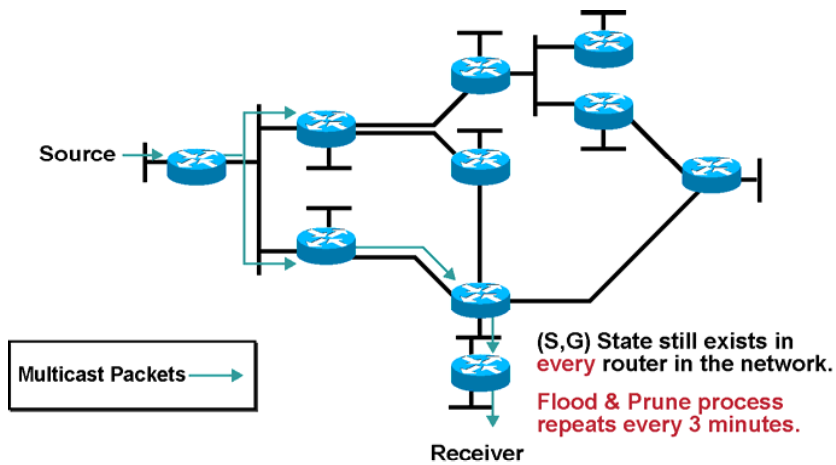 Source
Multicast Packets
(S,G) State still exists in
every router in the network.
Flood & Prune process
repeats every 3 minutes.
Receiver